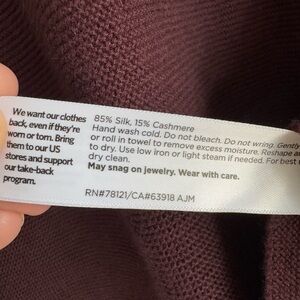 We want our clothes
back, even if they're
worn or torn. Bring
them to our US
stores and support
our take-back
program.
85% Silk, 15% Cashmere
Hand wash cold. Do not bleach. Do not wring. Gently
or roll in towel to remove excess moisture. Reshape
to dry. Use low iron or light steam if needed. For best
dry clean.
May snag on jewelry. Wear with care.
RN#78121/CA#63918 AJM